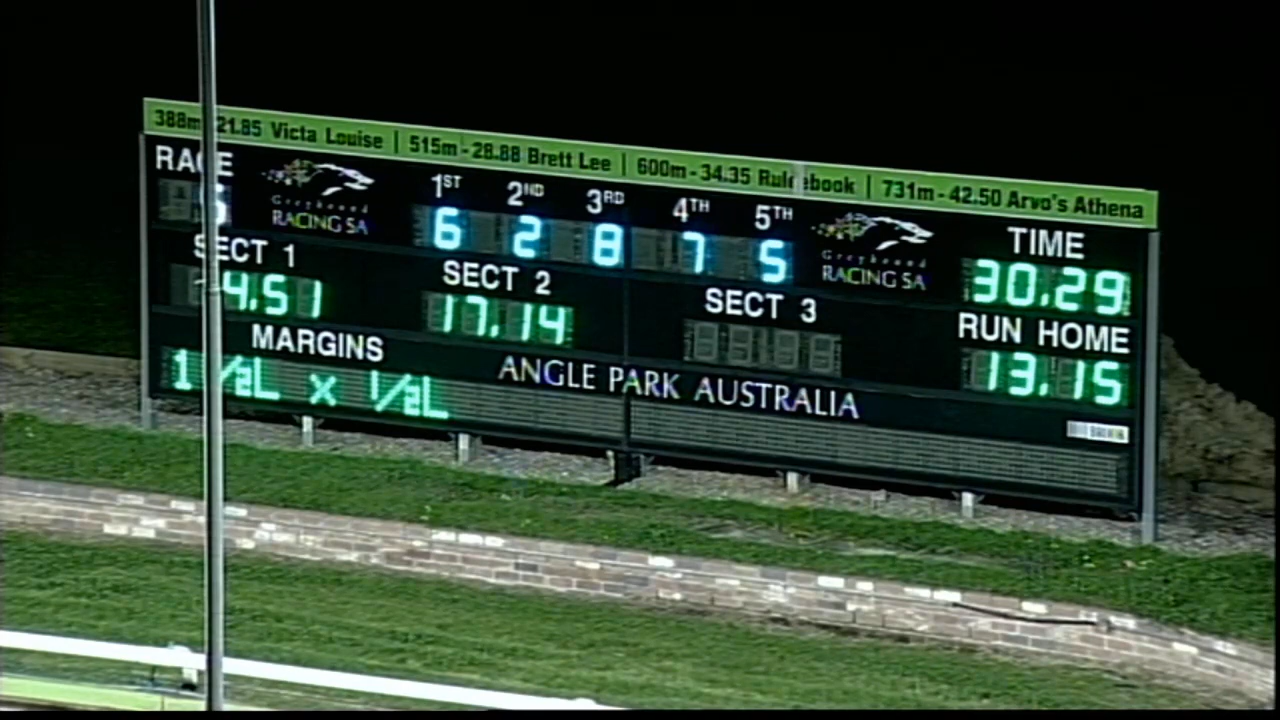 388m 21.85 Victa Louise | 515m - 28.88 Brett Lee | 600m - 34.35 Rulebook | 731m - 42.50 Arvo's Athena
RACE 1ST 2ND 3RD 4TH 5TH TIME
Greyhound RACING SA 6 2 8 7 5 Greyhound RACING SA 30.29
SECT 1 SECT 2 SECT 3 RUN HOME
4.51 17.14 13.15
MARGINS ANGLE PARK AUSTRALIA
1 1/2L x 1/2L